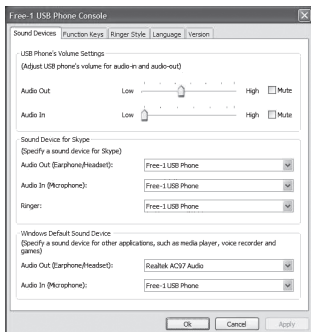 Free-1 USB Phone Console
Sound Devices Function Keys Ringer Style Language Version
USB Phone's Volume Settings
(Adjust USB phone's volume for audio-in and audio-out)
Audio Out Low High Mute
Audio In Low High Mute
Sound Device for Skype
(Specify a sound device for Skype)
Audio Out (Earphone/Headset): Free-1 USB Phone
Audio In (Microphone): Free-1 USB Phone
Ringer: Free-1 USB Phone
Windows Default Sound Device
(Specify a sound device for other applications, such as media player, voice recorder and
games)
Audio Out (Earphone/Headset): Realtek AC97 Audio
Audio In (Microphone): Free-1 USB Phone
Ok Cancel Apply